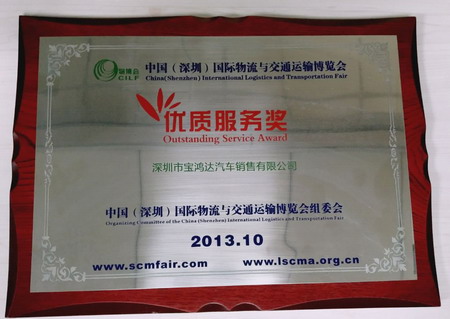 中国（深圳）国际物流与交通运输博览会
CILF
China(Shenzhen) International Logistics and Transportation Fair
优质服务奖
Outstanding Service Award
深圳市宝鸿达汽车销售有限公司
中国（深圳）国际物流与交通运输博览会组委会
Organizing Committee of the China (Shenzhen) International Logistics and Transportation Fair
2013.10
www.scmfair.com www.lscma.org.cn